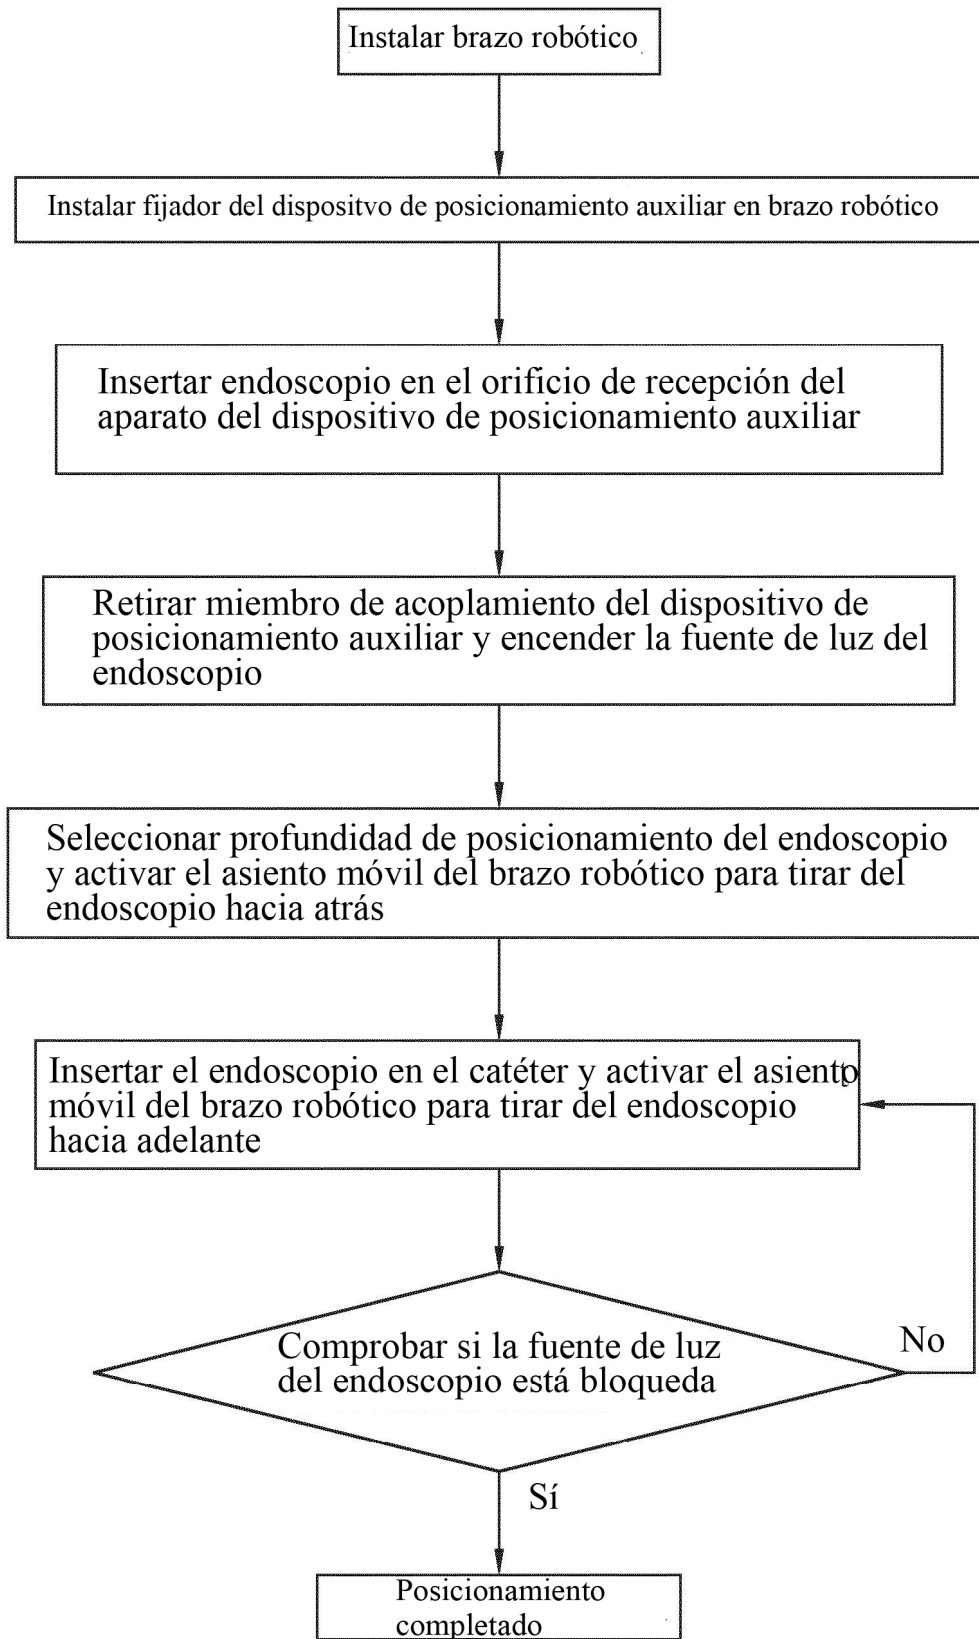 Instalar brazo robótico
Instalar fijador del dispositvo de posicionamiento auxiliar en brazo robótico
Insertar endoscopio en el orificio de recepción del
aparato del dispositivo de posicionamiento auxiliar
Retirar miembro de acoplamiento del dispositivo de
posicionamiento auxiliar y encender la fuente de luz del
endoscopio
Seleccionar profundidad de posicionamiento del endoscopio
y activar el asiento móvil del brazo robótico para tirar del
endoscopio hacia atrás
Insertar el endoscopio en el catéter y activar el asiento
móvil del brazo robótico para tirar del endoscopio
hacia adelante
Comprobar si la fuente de luz
del endoscopio está bloqueda
No
Sí
Posicionamiento
completado